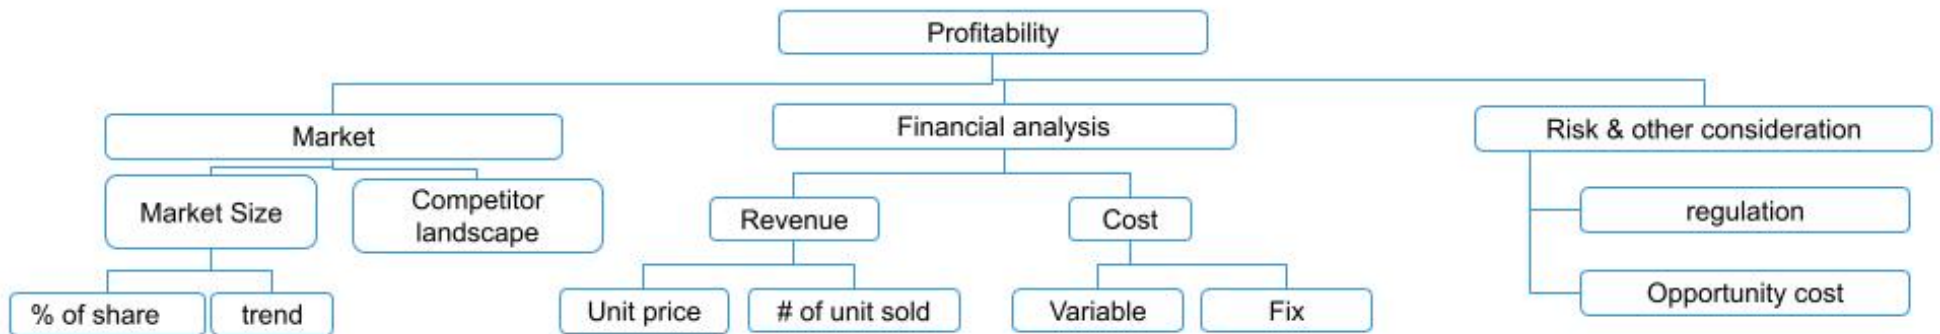 Profitability
Market
Financial analysis
Risk & other consideration
Market Size
Competitor
landscape
Revenue
Cost
regulation
% of share
trend
Unit price
# of unit sold
Variable
Fix
Opportunity cost